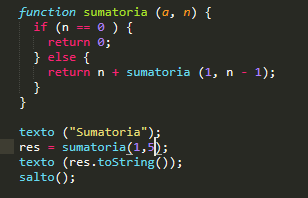 function sumatoria (a, n) {
if (n == 0 ) {
return 0;
} else {
return n + sumatoria (1, n - 1);
}
}
texto ("Sumatoria");
res = sumatoria(1,5);
texto (res.toString());
salto();